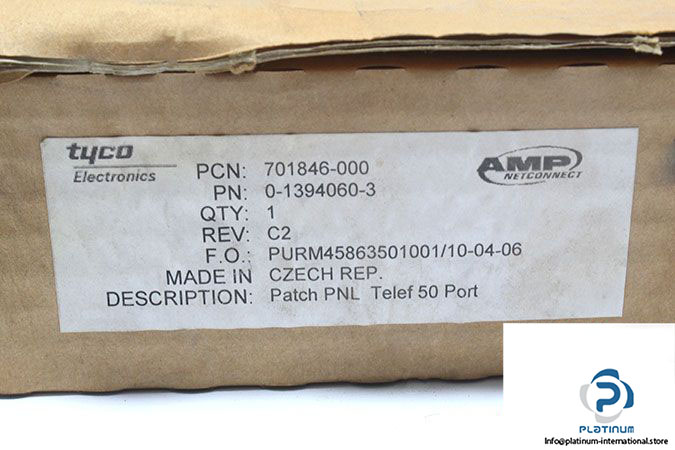 tyco
Electronics
AMP
NETCONNECT
PCN: 701846-000
PN: 0-1394060-3
QTY: 1
REV: C2
F.O.: PURM45863501001/10-04-06
MADE IN CZECH REP.
DESCRIPTION: Patch PNL Telef 50 Port
PLATINUM
Info@platinum-international.store